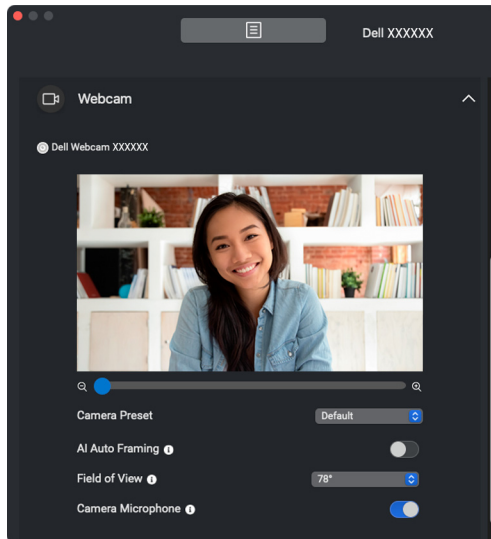 Dell XXXXXX
Webcam
Dell Webcam XXXXXX
Camera Preset
Default
AI Auto Framing
Field of View
78°
Camera Microphone